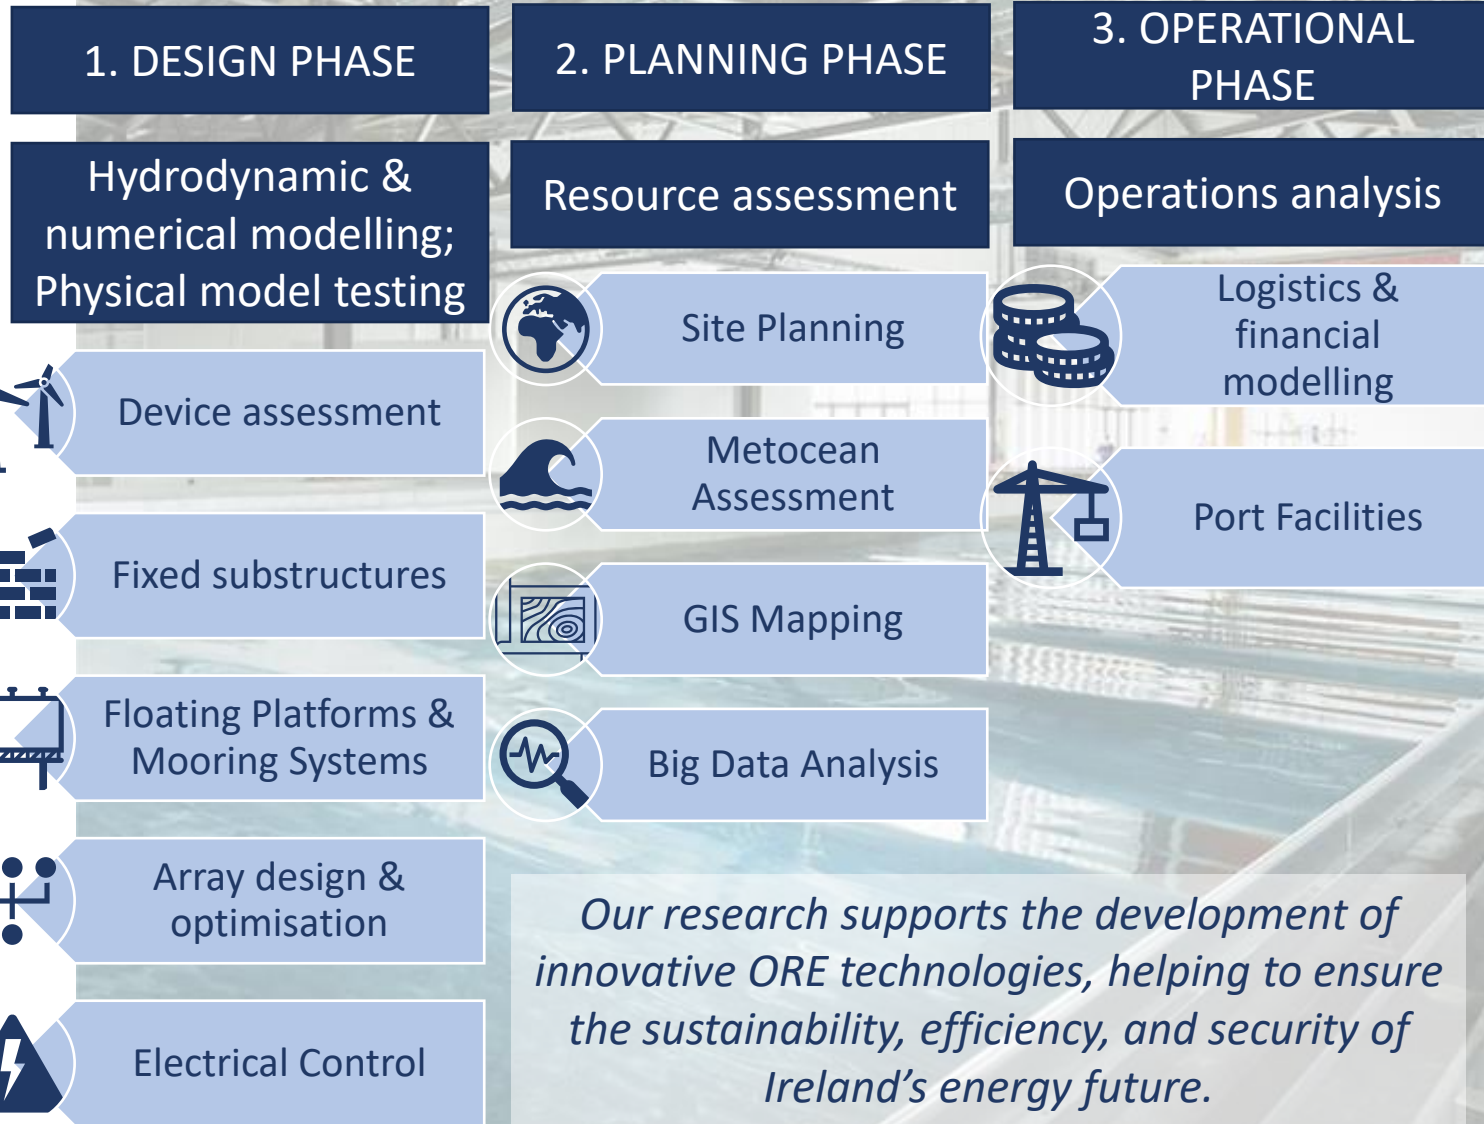 1. DESIGN PHASE
Hydrodynamic &
numerical modelling;
Physical model testing
Device assessment
Fixed substructures
Floating Platforms &
Mooring Systems
Array design &
optimisation
Electrical Control
2. PLANNING PHASE
Resource assessment
Site Planning
Metocean
Assessment
GIS Mapping
Big Data Analysis
3. OPERATIONAL
PHASE
Operations analysis
Logistics &
financial
modelling
Port Facilities
Our research supports the development of
innovative ORE technologies, helping to ensure
the sustainability, efficiency, and security of
Ireland’s energy future.